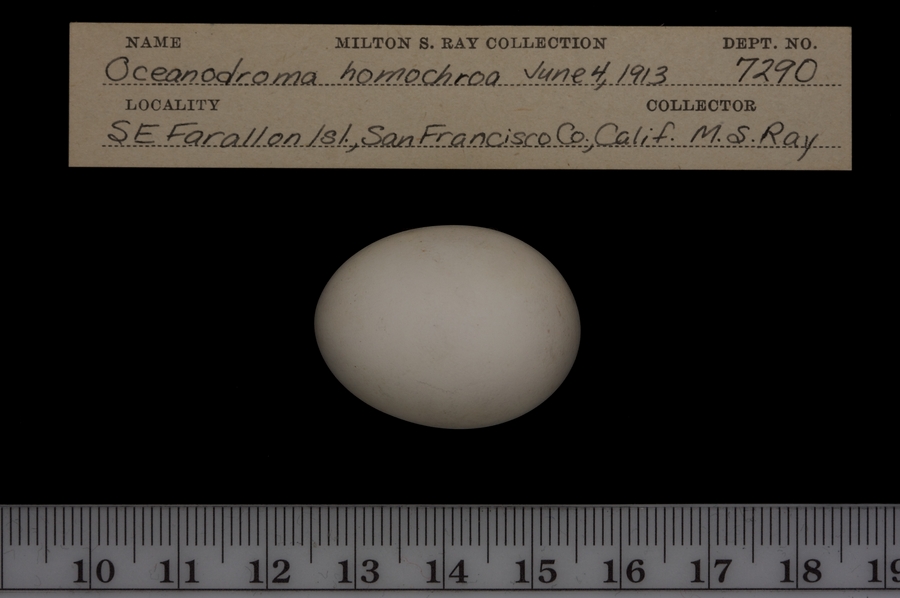 NAME MILTON S. RAY COLLECTION DEPT. NO.
Oceanodroma homochroa June 4, 1913 7290
LOCALITY COLLECTOR
SE Farallon Isl., San Francisco Co., Calif. M. S. Ray
10 11 12 13 14 15 16 17 18 19